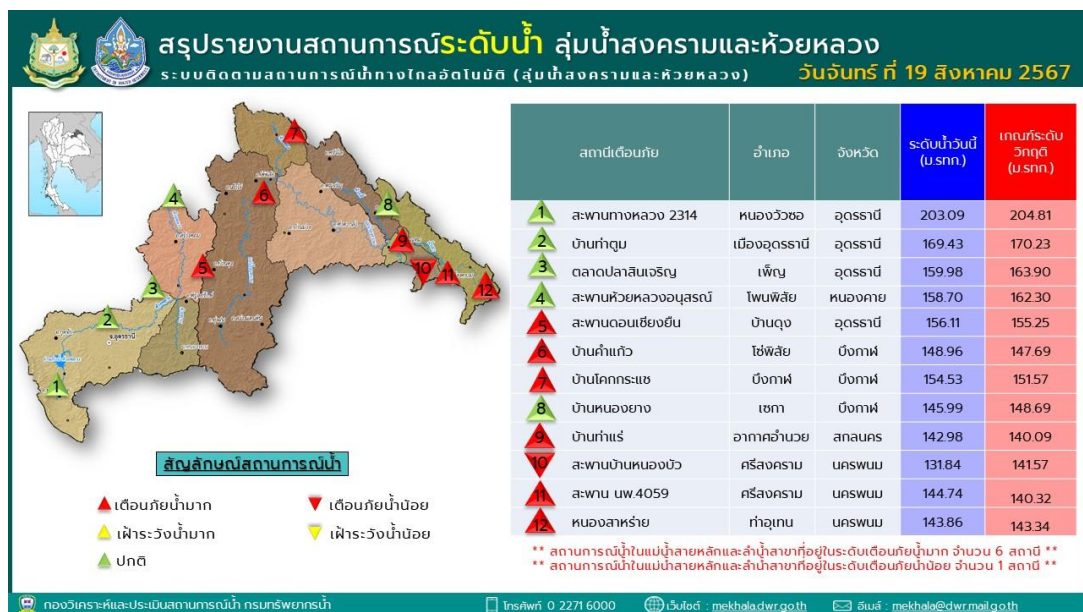 สรุปรายงานสถานการณ์ระดับน้ำ ลุ่มน้ำสงครามและห้วยหลวง
ระบบติดตามสถานการณ์น้ำทางไกลอัตโนมัติ (ลุ่มน้ำสงครามและห้วยหลวง)
วันจันทร์ ที่ 19 สิงหาคม 2567
7
4
6
8
9
5
10
11
12
3
2
จ.อุดรธานี
1
สัญลักษณ์สถานการณ์น้ำ
เตือนภัยน้ำมาก
เตือนภัยน้ำน้อย
เฝ้าระวังน้ำมาก
เฝ้าระวังน้ำน้อย
ปกติ
สถานีเตือนภัย อำเภอ จังหวัด ระดับน้ำวันนี้ (ม.รทก.) เกณฑ์ระดับวิกฤติ (ม.รทก.)
1 สะพานทางหลวง 2314 หนองวัวซอ อุดรธานี 203.09 204.81
2 บ้านท่าตูม เมืองอุดรธานี อุดรธานี 169.43 170.23
3 ตลาดปลาสินเจริญ เพ็ญ อุดรธานี 159.98 163.90
4 สะพานห้วยหลวงอนุสรณ์ โพนพิสัย หนองคาย 158.70 162.30
5 สะพานดอนเชียงยืน บ้านดุง อุดรธานี 156.11 155.25
6 บ้านคำแก้ว โซ่พิสัย บึงกาฬ 148.96 147.69
7 บ้านโคกกระแซ บึงกาฬ บึงกาฬ 154.53 151.57
8 บ้านหนองยาง เซกา บึงกาฬ 145.99 148.69
9 บ้านท่าแร่ อากาศอำนวย สกลนคร 142.98 140.09
10 สะพานบ้านหนองบัว ศรีสงคราม นครพนม 131.84 141.57
11 สะพาน นพ.4059 ศรีสงคราม นครพนม 144.74 140.32
12 หนองสาหร่าย ท่าอุเทน นครพนม 143.86 143.34
** สถานการณ์น้ำในแม่น้ำสายหลักและลำน้ำสาขาที่อยู่ในระดับเตือนภัยน้ำมาก จำนวน 6 สถานี **
** สถานการณ์น้ำในแม่น้ำสายหลักและลำน้ำสาขาที่อยู่ในระดับเตือนภัยน้ำน้อย จำนวน 1 สถานี **
กองวิเคราะห์และประเมินสถานการณ์น้ำ กรมทรัพยากรน้ำ
โทรศัพท์ 0 2271 6000
เว็บไซต์ : mekhala.dwr.go.th
อีเมล์ : mekhala@dwr.mail.go.th